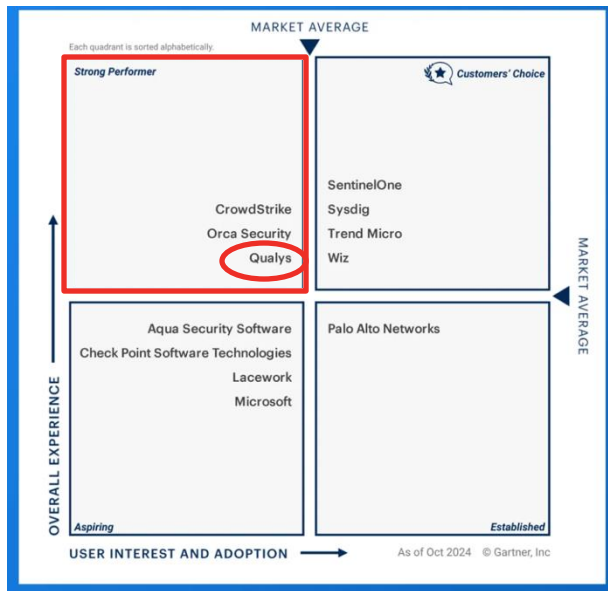 MARKET AVERAGE
Each quadrant is sorted alphabetically.
Strong Performer
Customers' Choice
CrowdStrike
Orca Security
Qualys
SentinelOne
Sysdig
Trend Micro
Wiz
MARKET AVERAGE
Aqua Security Software
Check Point Software Technologies
Lacework
Microsoft
Palo Alto Networks
OVERALL EXPERIENCE
Aspiring
Established
USER INTEREST AND ADOPTION
As of Oct 2024 © Gartner, Inc